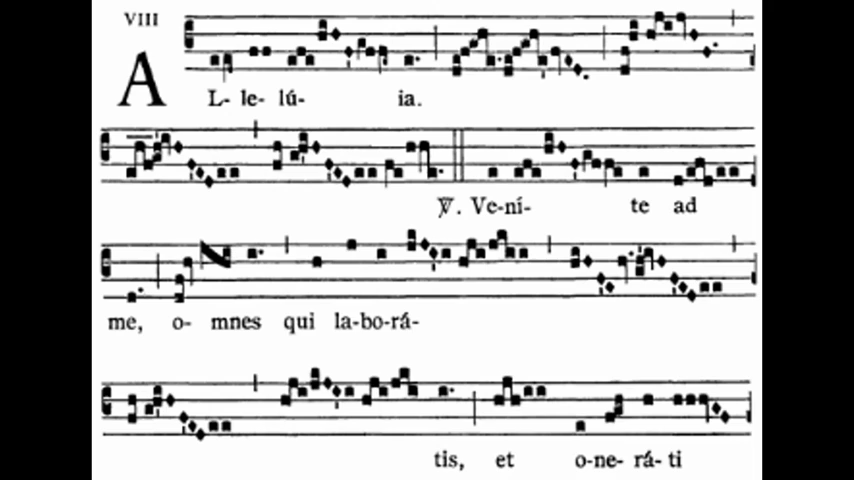 VIII
AL- le- lú- ia.
℣. Ve-ní- te ad
me, o- mnes qui la-bo-rá-
tis, et o-ne- rá- ti